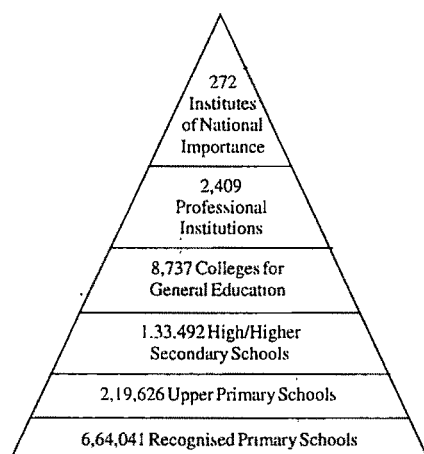 272
Institutes
of National
Importance
2,409
Professional
Institutions
8,737 Colleges for
General Education
1.33.492 High/Higher
Secondary Schools
2,19,626 Upper Primary Schools
6,64,041 Recognised Primary Schools